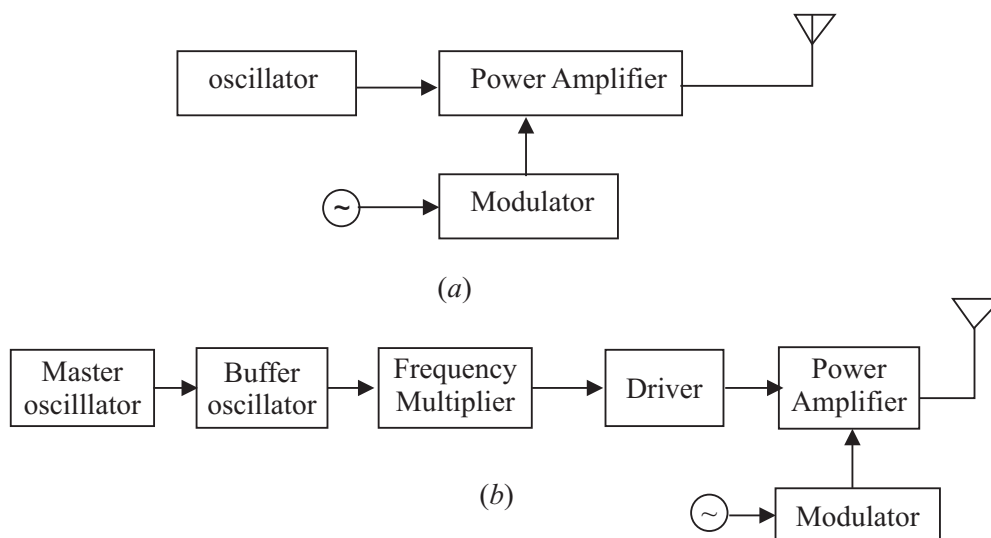 oscillator
Power Amplifier
~
Modulator
(a)
Master
oscilllator
Buffer
oscillator
Frequency
Multiplier
Driver
Power
Amplifier
(b)
~
Modulator